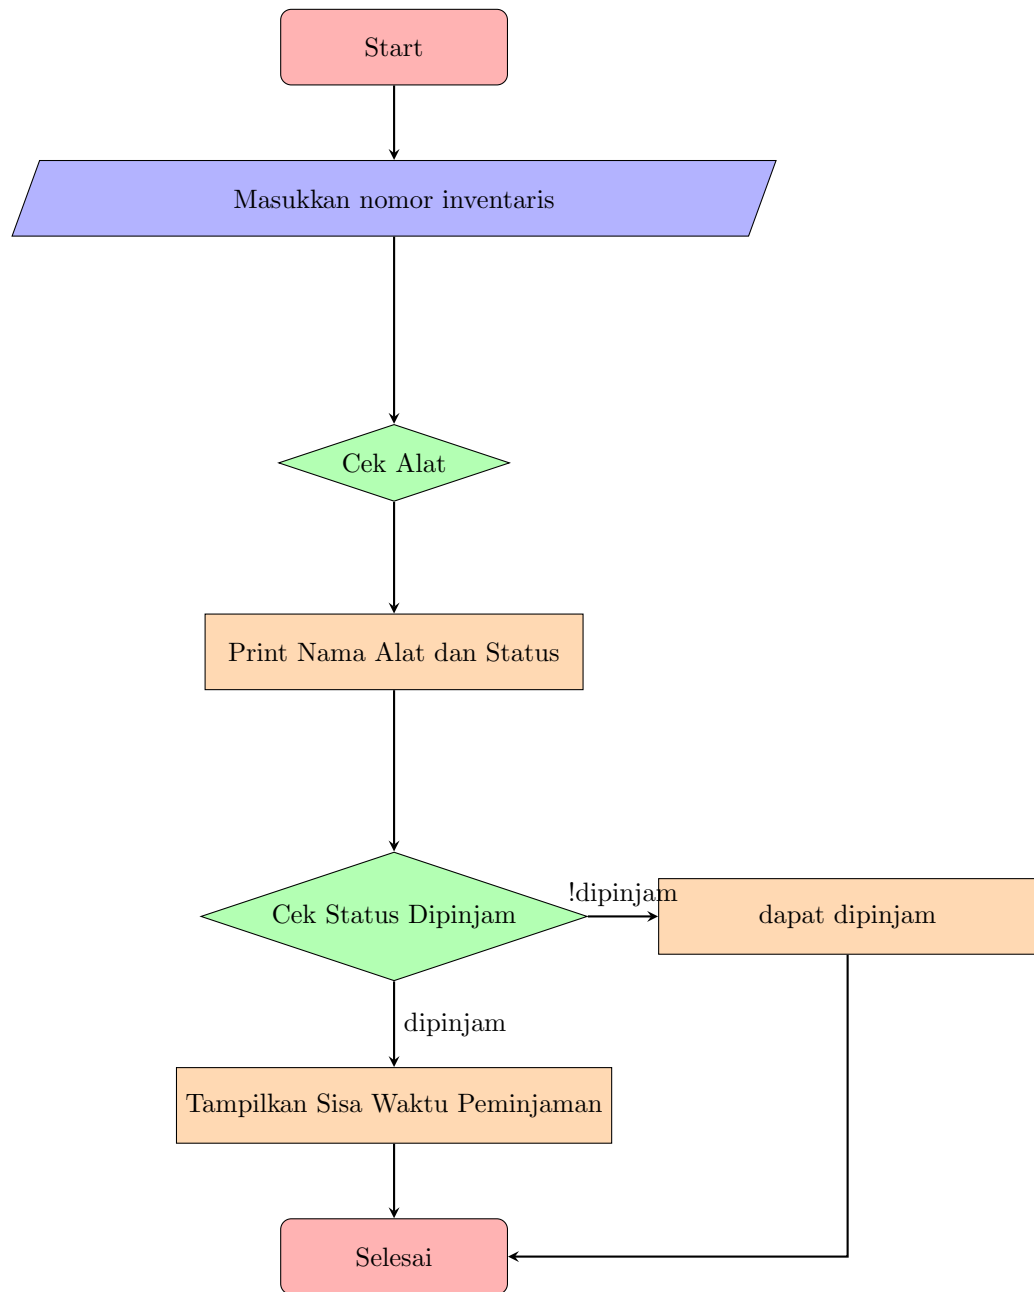 Start
Masukkan nomor inventaris
Cek Alat
Print Nama Alat dan Status
Cek Status Dipinjam
!dipinjam
dapat dipinjam
dipinjam
Tampilkan Sisa Waktu Peminjaman
Selesai